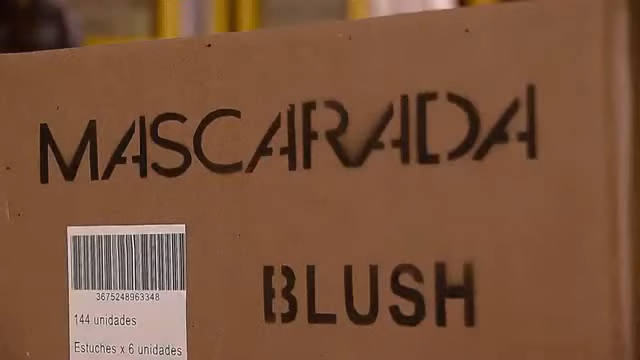 MASCARADA
BLUSH
3675248963348
144 unidades
Estuches x 6 unidades